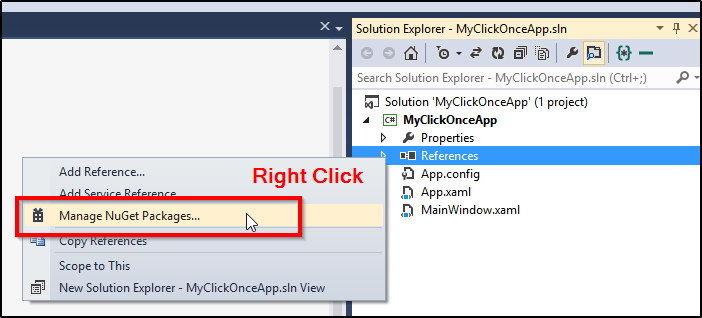 Solution Explorer - MyClickOnceApp.sln
Search Solution Explorer - MyClickOnceApp.sln (Ctrl+;)
Solution 'MyClickOnceApp' (1 project)
C# MyClickOnceApp
Properties
References
App.config
App.xaml
MainWindow.xaml
Right Click
Add Reference...
Add Service Reference
Manage NuGet Packages...
Copy References
Scope to This
New Solution Explorer - MyClickOnceApp.sln View